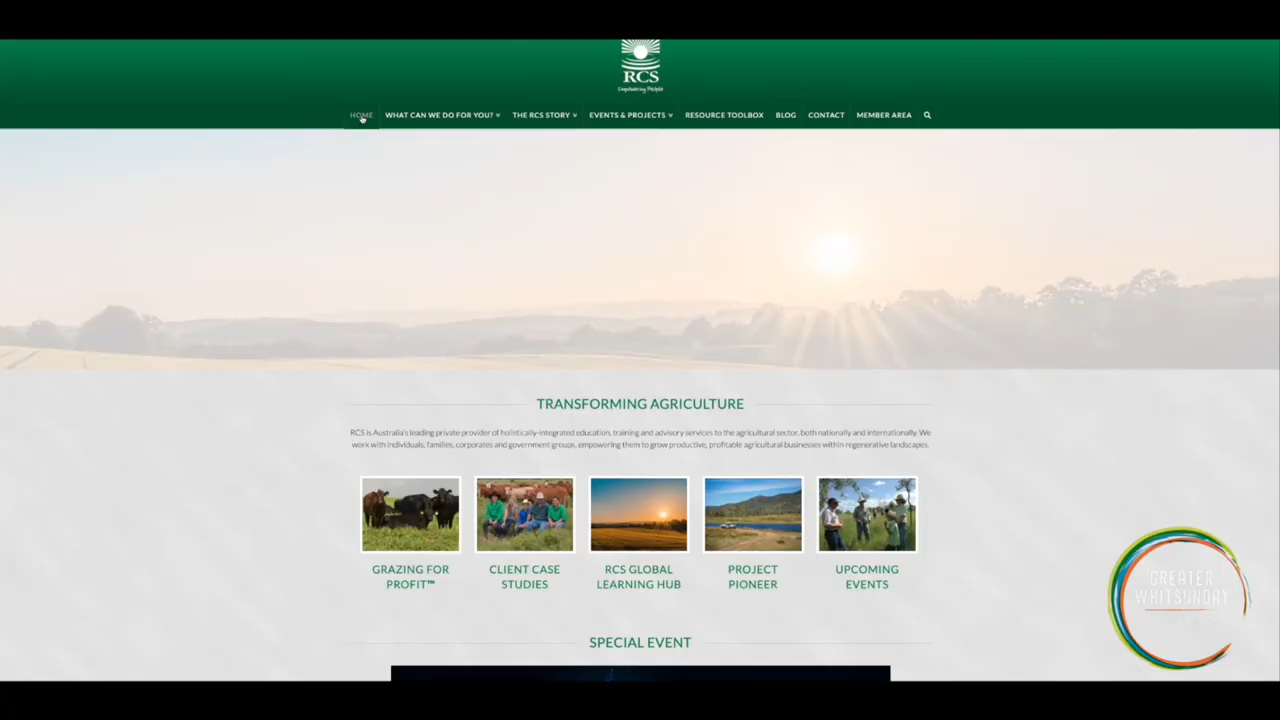 RCS
Empowering People
HOME WHAT CAN WE DO FOR YOU? THE RCS STORY EVENTS & PROJECTS RESOURCE TOOLBOX BLOG CONTACT MEMBER AREA
TRANSFORMING AGRICULTURE
RCS is Australia's leading private provider of holistically-integrated education, training and advisory services to the agricultural sector, both nationally and internationally. We
work with individuals, families, corporates and government groups, empowering them to grow productive, profitable agricultural businesses within regenerative landscapes.
GRAZING FOR
PROFIT™
CLIENT CASE
STUDIES
RCS GLOBAL
LEARNING HUB
PROJECT
PIONEER
UPCOMING
EVENTS
GREATER
WHITSUNDAY
SPECIAL EVENT